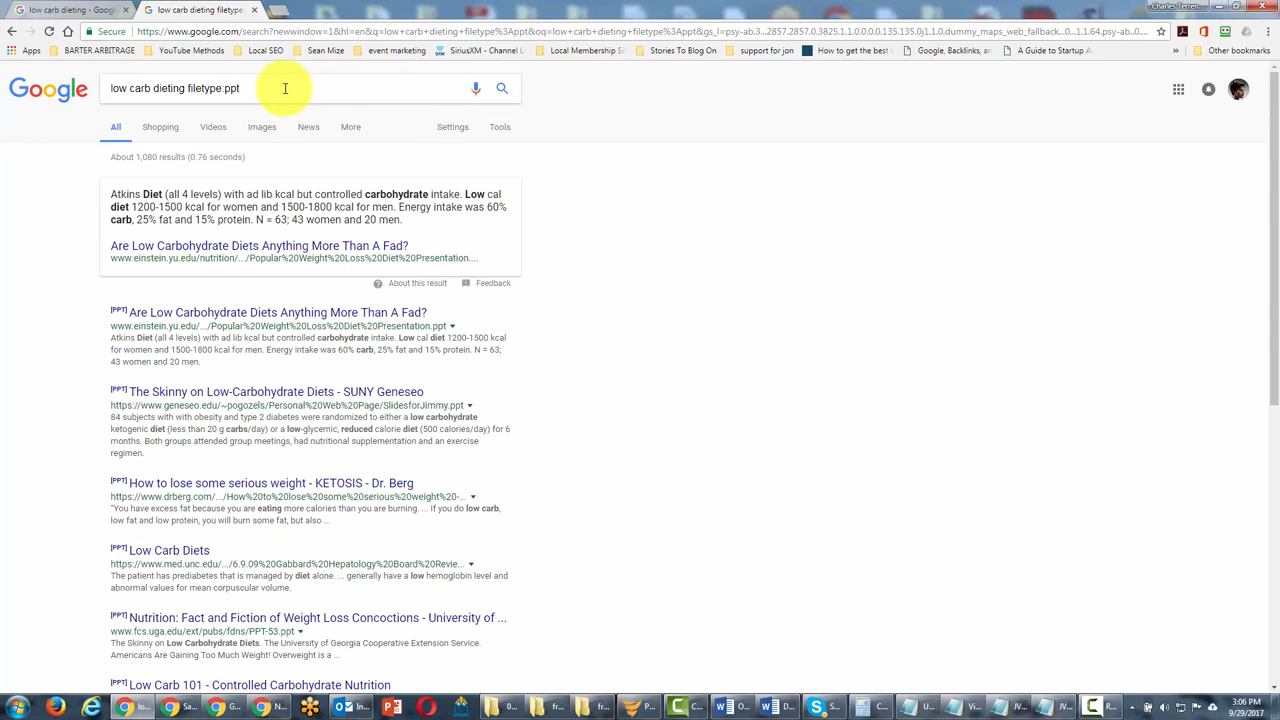 low carb dieting - Goog
low carb dieting filetype:
Charles Terren...
Secure
https://www.google.com/search?newwindow=1&hl=en&q=low+carb+dieting+filetype%3Appt&oq=low+carb+dieting+filetype%3Appt&gs_l=psy-ab.3...2857.2857.0.3825.1.1.0.0.0.0.135.135.0j1.1.0.dummy_maps_web_fallback...0...1.1.64.psy-ab..0...
Apps BARTER ARBITRAGE YouTube Methods Local SEO Sean Mize event marketing SiriusXM - Channel L Local Membership S Stories To Blog On support for jon How to get the best Google, Backlinks, an A Guide to Startup A Other bookmarks
Google
low carb dieting filetype:ppt
All Shopping Videos Images News More Settings Tools
About 1,080 results (0.76 seconds)
Atkins Diet (all 4 levels) with ad lib kcal but controlled carbohydrate intake. Low cal
diet 1200-1500 kcal for women and 1500-1800 kcal for men. Energy intake was 60%
carb, 25% fat and 15% protein. N = 63; 43 women and 20 men.
Are Low Carbohydrate Diets Anything More Than A Fad?
www.einstein.yu.edu/nutrition/.../Popular%20Weight%20Loss%20Diet%20Presentation....
About this result Feedback
[PPT] Are Low Carbohydrate Diets Anything More Than A Fad?
www.einstein.yu.edu/.../Popular%20Weight%20Loss%20Diet%20Presentation.ppt
Atkins Diet (all 4 levels) with ad lib kcal but controlled carbohydrate intake. Low cal diet 1200-1500 kcal
for women and 1500-1800 kcal for men. Energy intake was 60% carb, 25% fat and 15% protein. N = 63;
43 women and 20 men.
[PPT] The Skinny on Low-Carbohydrate Diets - SUNY Geneseo
https://www.geneseo.edu/~pogozels/Personal%20Web%20Page/SlidesforJimmy.ppt
84 subjects with with obesity and type 2 diabetes were randomized to either a low carbohydrate
ketogenic diet (less than 20 g carbs/day) or a low-glycemic, reduced calorie diet (500 calories/day) for 6
months. Both groups attended group meetings, had nutritional supplementation and an exercise
regimen.
[PPT] How to lose some serious weight - KETOSIS - Dr. Berg
https://www.drberg.com/.../How%20to%20lose%20some%20serious%20weight%20-...
"You have excess fat because you are eating more calories than you are burning. ... If you do low carb,
low fat and low protein, you will burn some fat, but also ...
[PPT] Low Carb Diets
https://www.med.unc.edu/.../6.9.09%20Gabbard%20Hepatology%20Board%20Revie...
The patient has prediabetes that is managed by diet alone. ... generally have a low hemoglobin level and
abnormal values for mean corpuscular volume.
[PPT] Nutrition: Fact and Fiction of Weight Loss Concoctions - University of ...
www.fcs.uga.edu/ext/pubs/fdns/PPT-53.ppt
The Skinny on Low Carbohydrate Diets. The University of Georgia Cooperative Extension Service.
Americans Are Gaining Too Much Weight! Overweight is a ...
[PPT] Low Carb 101 - Controlled Carbohydrate Nutrition
lo... Sa... G... N... In... 0... fr... fr... P... C... W... D... S... C... U... Vi... JV... JV... R...
3:06 PM
9/29/2017